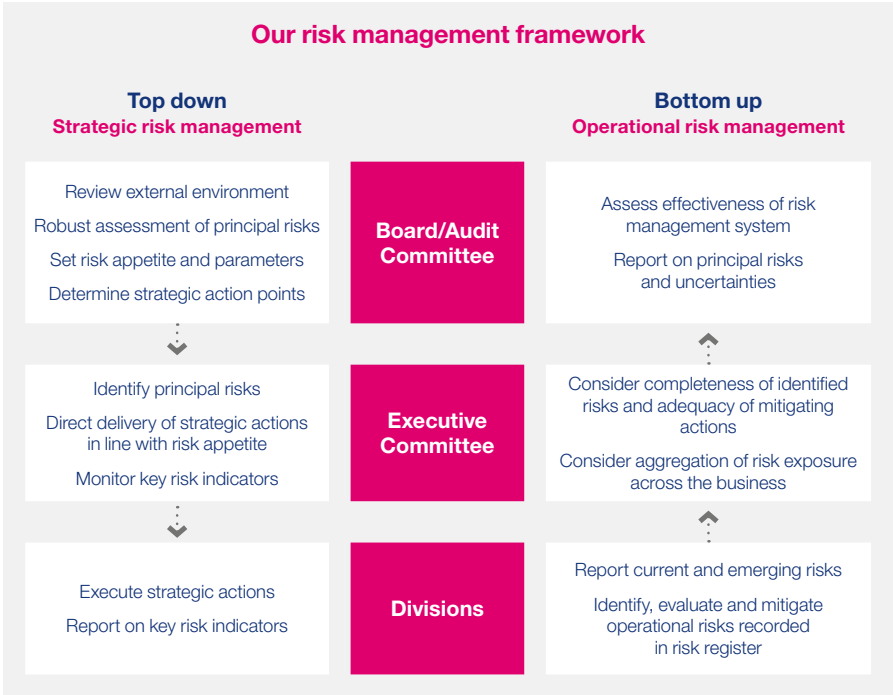 Our risk management framework
Top down
Strategic risk management
Bottom up
Operational risk management
Review external environment
Robust assessment of principal risks
Set risk appetite and parameters
Determine strategic action points
Board/Audit
Committee
Assess effectiveness of risk
management system
Report on principal risks
and uncertainties
Identify principal risks
Direct delivery of strategic actions
in line with risk appetite
Monitor key risk indicators
Executive
Committee
Consider completeness of identified
risks and adequacy of mitigating
actions
Consider aggregation of risk exposure
across the business
Execute strategic actions
Report on key risk indicators
Divisions
Report current and emerging risks
Identify, evaluate and mitigate
operational risks recorded
in risk register